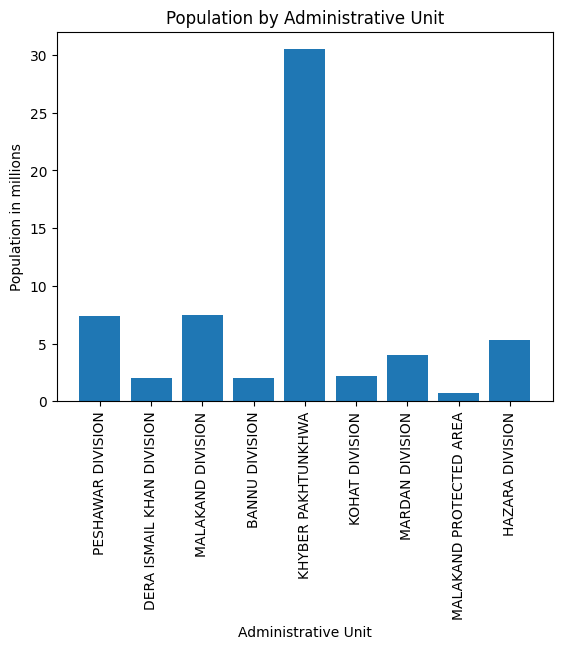 Population by Administrative Unit
Population in millions
30
25
20
15
10
5
0
PESHAWAR DIVISION
DERA ISMAIL KHAN DIVISION
MALAKAND DIVISION
BANNU DIVISION
KHYBER PAKHTUNKHWA
KOHAT DIVISION
MARDAN DIVISION
MALAKAND PROTECTED AREA
HAZARA DIVISION
Administrative Unit